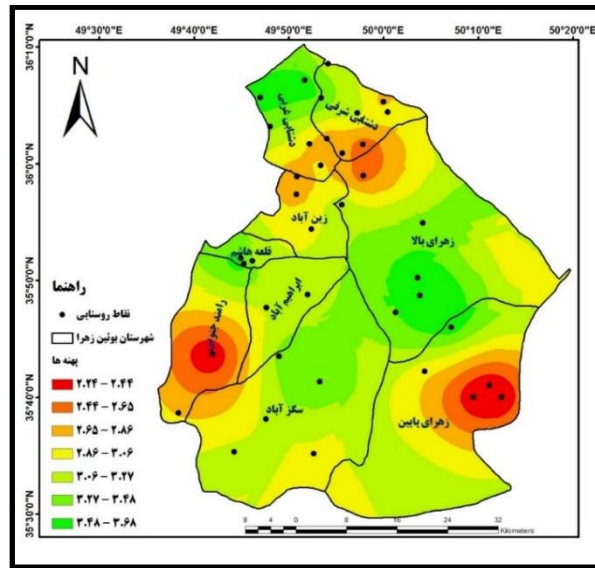 49°30'0"E 49°40'0"E 49°50'0"E 50°0'0"E 50°10'0"E 50°20'0"E
36°10'0"N
36°0'0"N
35°50'0"N
35°40'0"N
35°30'0"N
N
دشتابی غربی
دشتابی شرقی
زین آباد
زهرای بالا
قلعه هاشم
ابراهیم آباد
رامند جنوبی
سگز آباد
زهرای پایین
راهنما
نقاط روستایی
شهرستان بوئین زهرا
پهنه ها
۲.۲۴ – ۲.۴۴
۲.۴۴ – ۲.۶۵
۲.۶۵ – ۲.۸۶
۲.۸۶ – ۳.۰۶
۳.۰۶ – ۳.۲۷
۳.۲۷ – ۳.۴۸
۳.۴۸ – ۳.۶۸
8 4 0 8 16 24 32
Kilometers